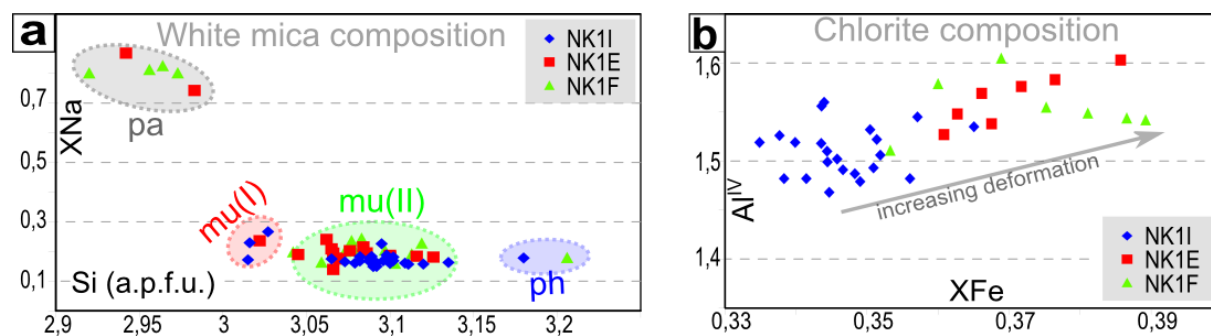 a
White mica composition
NK1I
NK1E
NK1F
XNa
0,7
0,5
0,3
0,1
pa
mu(I)
mu(II)
ph
Si (a.p.f.u.)
2,9
2,95
3
3,05
3,1
3,15
3,2
b
Chlorite composition
1,6
1,5
1,4
AlIV
increasing deformation
NK1I
NK1E
NK1F
XFe
0,33
0,35
0,37
0,39